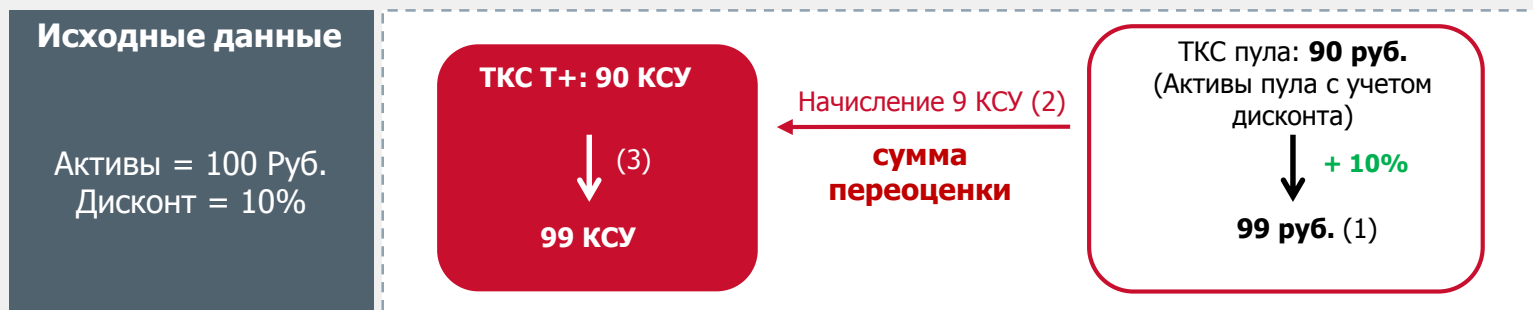 Исходные данные
Активы = 100 Руб.
Дисконт = 10%
ТКС Т+: 90 КСУ
(3)
99 КСУ
Начисление 9 КСУ (2)
сумма
переоценки
ТКС пула: 90 руб.
(Активы пула с учетом
дисконта)
+ 10%
99 руб. (1)